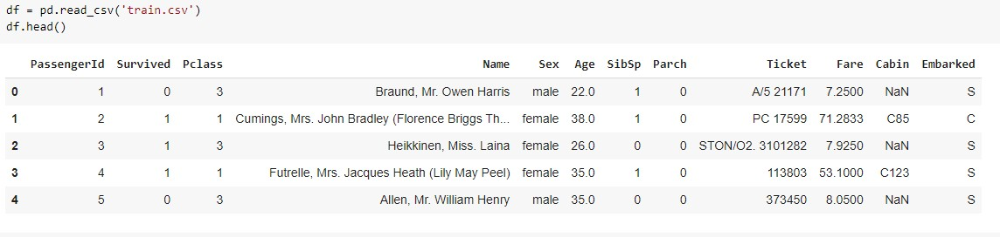 df = pd.read_csv('train.csv')
df.head()
PassengerId Survived Pclass Name Sex Age SibSp Parch Ticket Fare Cabin Embarked
0 1 0 3 Braund, Mr. Owen Harris male 22.0 1 0 A/5 21171 7.2500 NaN S
1 2 1 1 Cumings, Mrs. John Bradley (Florence Briggs Th... female 38.0 1 0 PC 17599 71.2833 C85 C
2 3 1 3 Heikkinen, Miss. Laina female 26.0 0 0 STON/O2. 3101282 7.9250 NaN S
3 4 1 1 Futrelle, Mrs. Jacques Heath (Lily May Peel) female 35.0 1 0 113803 53.1000 C123 S
4 5 0 3 Allen, Mr. William Henry male 35.0 0 0 373450 8.0500 NaN S